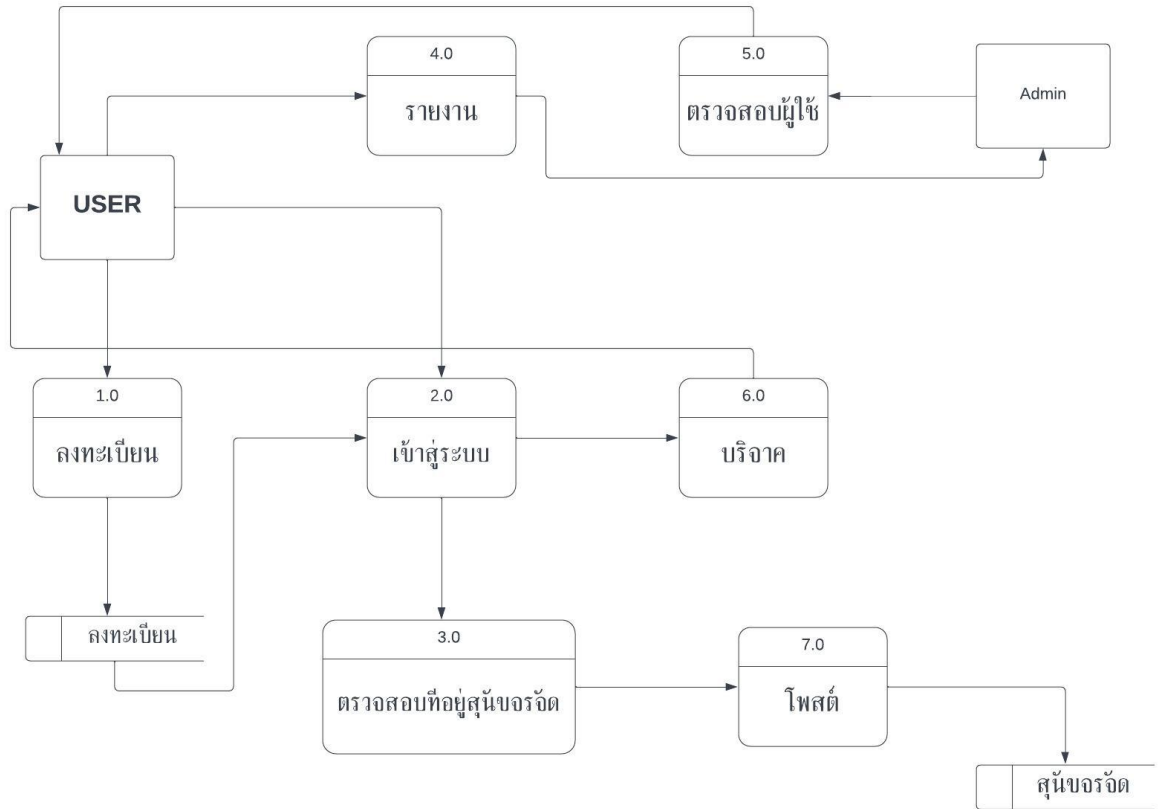 4.0
รายงาน
5.0
ตรวจสอบผู้ใช้
Admin
USER
1.0
ลงทะเบียน
2.0
เข้าสู่ระบบ
6.0
บริจาค
ลงทะเบียน
3.0
ตรวจสอบที่อยู่สุนัขจรจัด
7.0
โพสต์
สุนัขจรจัด